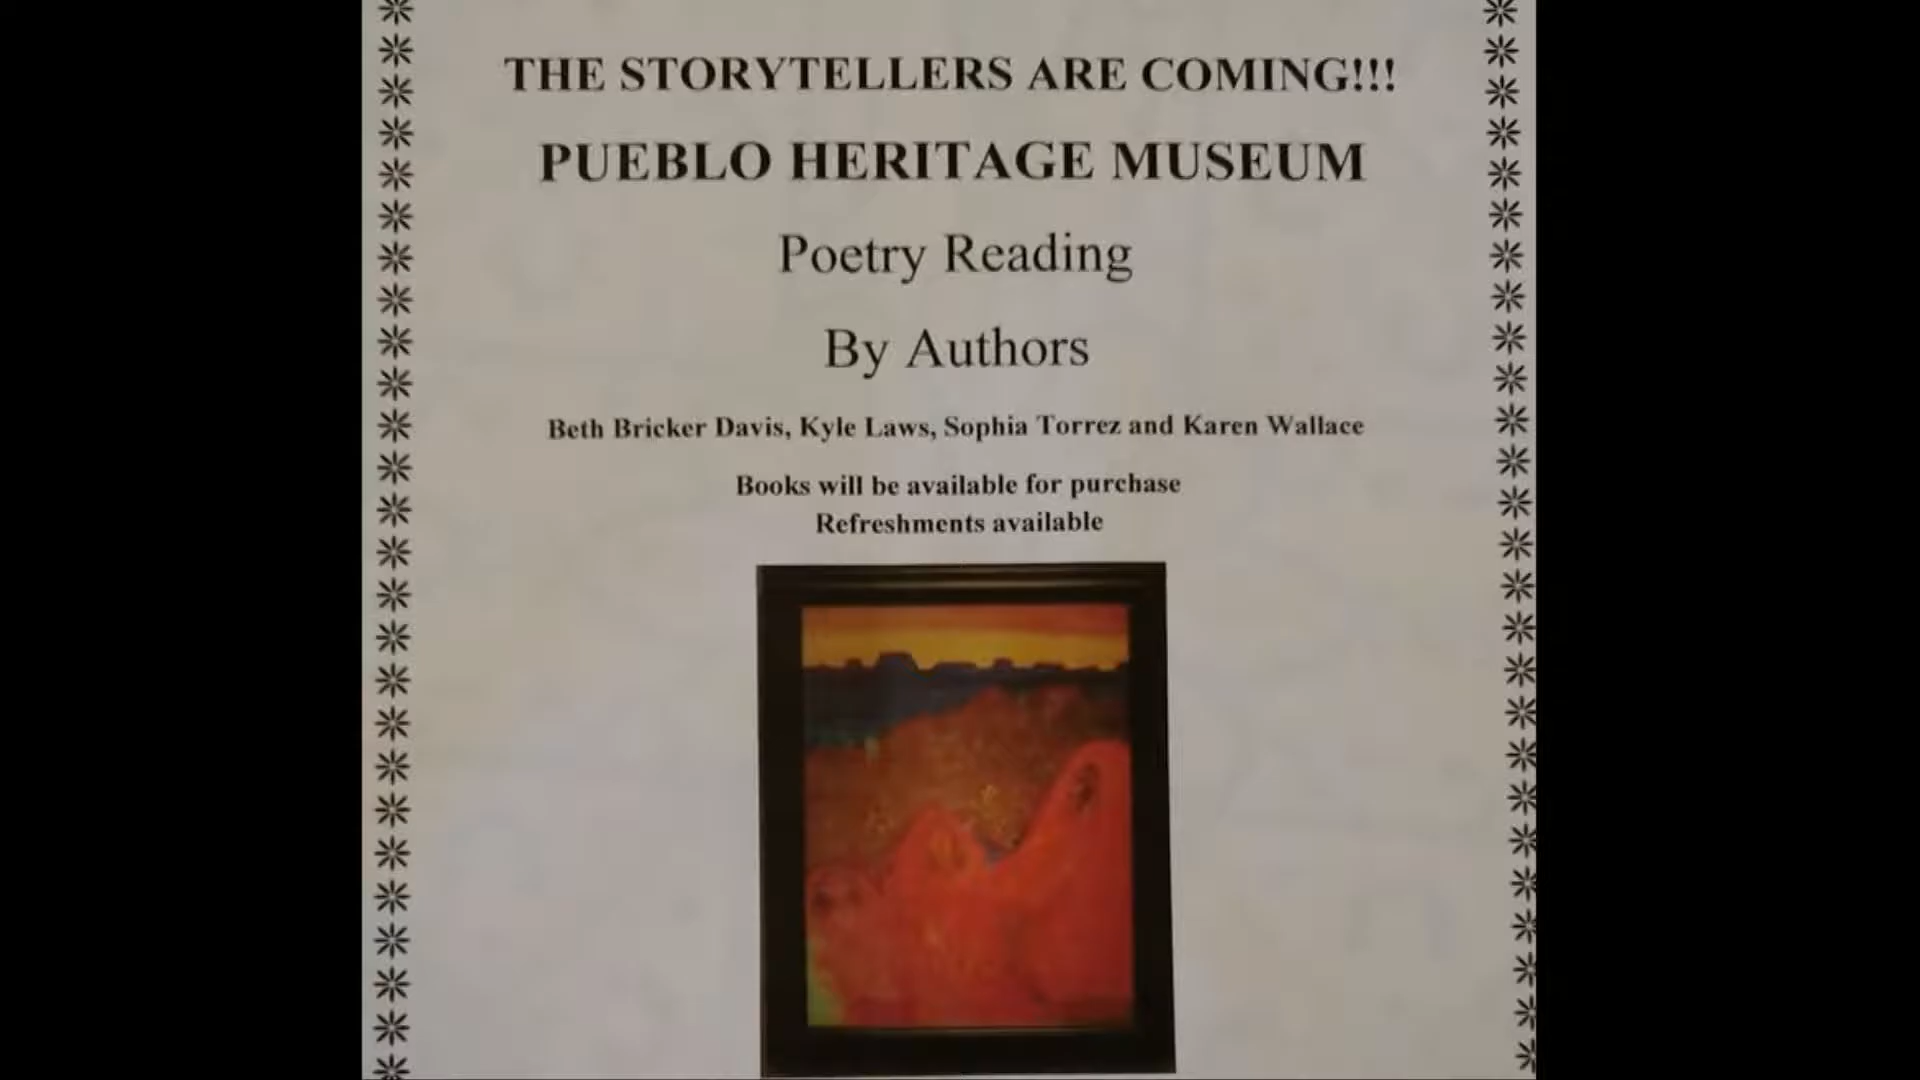 THE STORYTELLERS ARE COMING!!!
PUEBLO HERITAGE MUSEUM
Poetry Reading
By Authors
Beth Bricker Davis, Kyle Laws, Sophia Torrez and Karen Wallace
Books will be available for purchase
Refreshments available